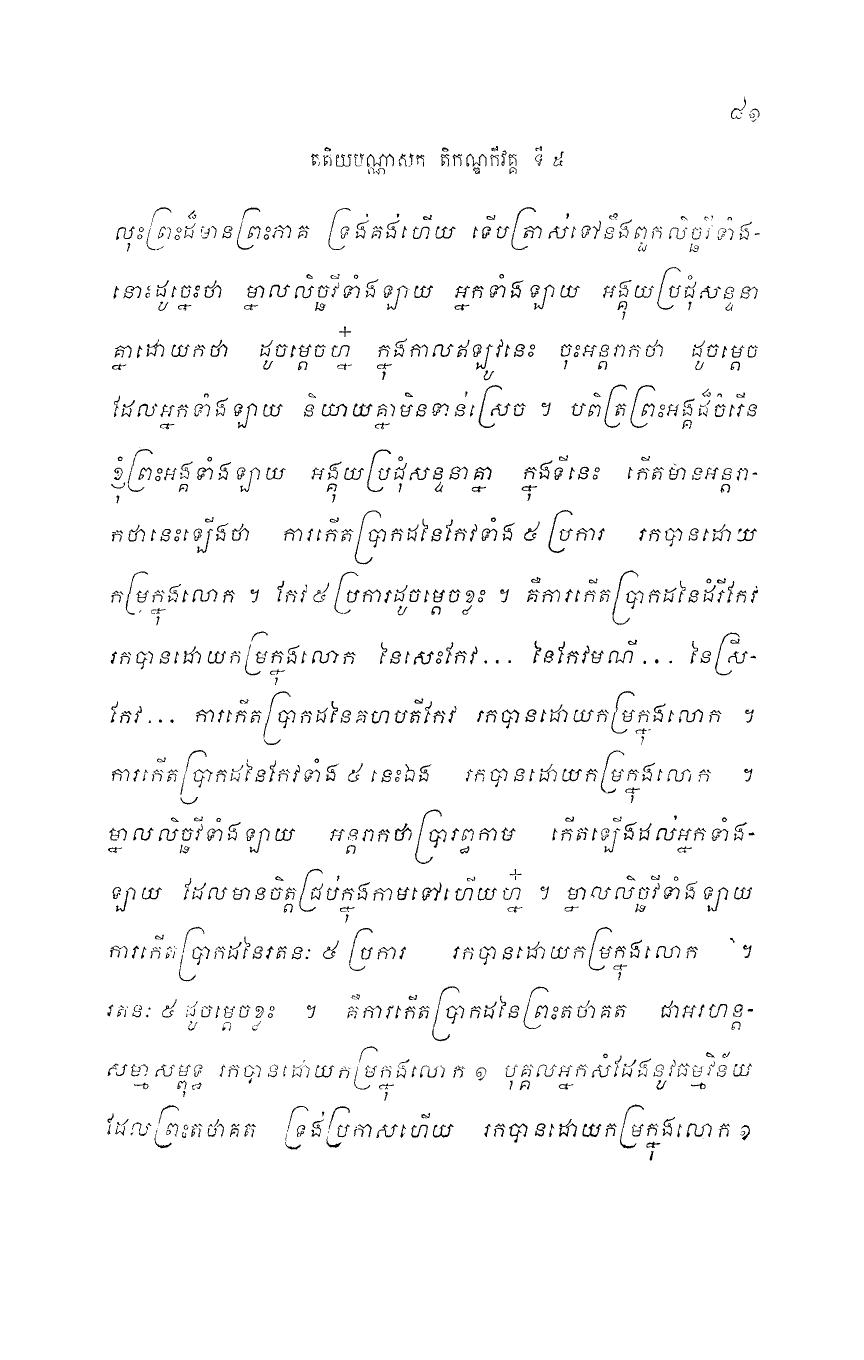 ៨១
តតិយបណ្ណាសក តិកណ្ឌកីវគ្គ ទី ៥
លុះព្រះដ៏មានព្រះភាគ ទ្រង់គង់ហើយ ទើបត្រាស់ទៅនឹងពួកលិច្ឆវីទាំង-
នោះដូច្នេះថា ម្នាលលិច្ឆវីទាំងឡាយ អ្នកទាំងឡាយ អង្គុយប្រជុំសន្ទនា
គ្នាដោយកថា ដូចម្តេចហ្ន៎ ក្នុងកាលឥឡូវនេះ ចុះអន្តរាកថា ដូចម្តេច
ដែលអ្នកទាំងឡាយ និយាយគ្នាមិនទាន់ស្រេច ។ បពិត្រព្រះអង្គដ៏ចំរើន
ខ្ញុំព្រះអង្គទាំងឡាយ អង្គុយប្រជុំសន្ទនាគ្នា ក្នុងទីនេះ កើតមានអន្តរា-
កថានេះឡើងថា ការកើតប្រាកដនៃកែវទាំង ៥ ប្រការ រកបានដោយ
កម្រក្នុងលោក ។ កែវ ៥ ប្រការដូចម្តេចខ្លះ ។ គឺការកើតប្រាកដនៃដំរីកែវ
រកបានដោយកម្រក្នុងលោក នៃសេះកែវ... នៃកែវមណី... នៃស្រី-
កែវ... ការកើតប្រាកដនៃគហបតីកែវ រកបានដោយកម្រក្នុងលោក ។
ការកើតប្រាកដនៃកែវទាំង ៥ នេះឯង រកបានដោយកម្រក្នុងលោក ។
ម្នាលលិច្ឆវីទាំងឡាយ អន្តរាកថាប្រារព្ធកាម កើតឡើងដល់អ្នកទាំង-
ឡាយ ដែលមានចិត្តជ្រប់ក្នុងកាមទៅហើយហ្ន៎ ។ ម្នាលលិច្ឆវីទាំងឡាយ
ការកើតប្រាកដនៃរតនៈ ៥ ប្រការ រកបានដោយកម្រក្នុងលោក ។
រតនៈ ៥ ដូចម្តេចខ្លះ ។ គឺការកើតប្រាកដនៃព្រះតថាគត ជាអរហន្ត-
សម្មាសម្ពុទ្ធ រកបានដោយកម្រក្នុងលោក ១ បុគ្គលអ្នកសំដែងនូវធម្មវិន័យ
ដែលព្រះតថាគត ទ្រង់ប្រកាសហើយ រកបានដោយកម្រក្នុងលោក ១